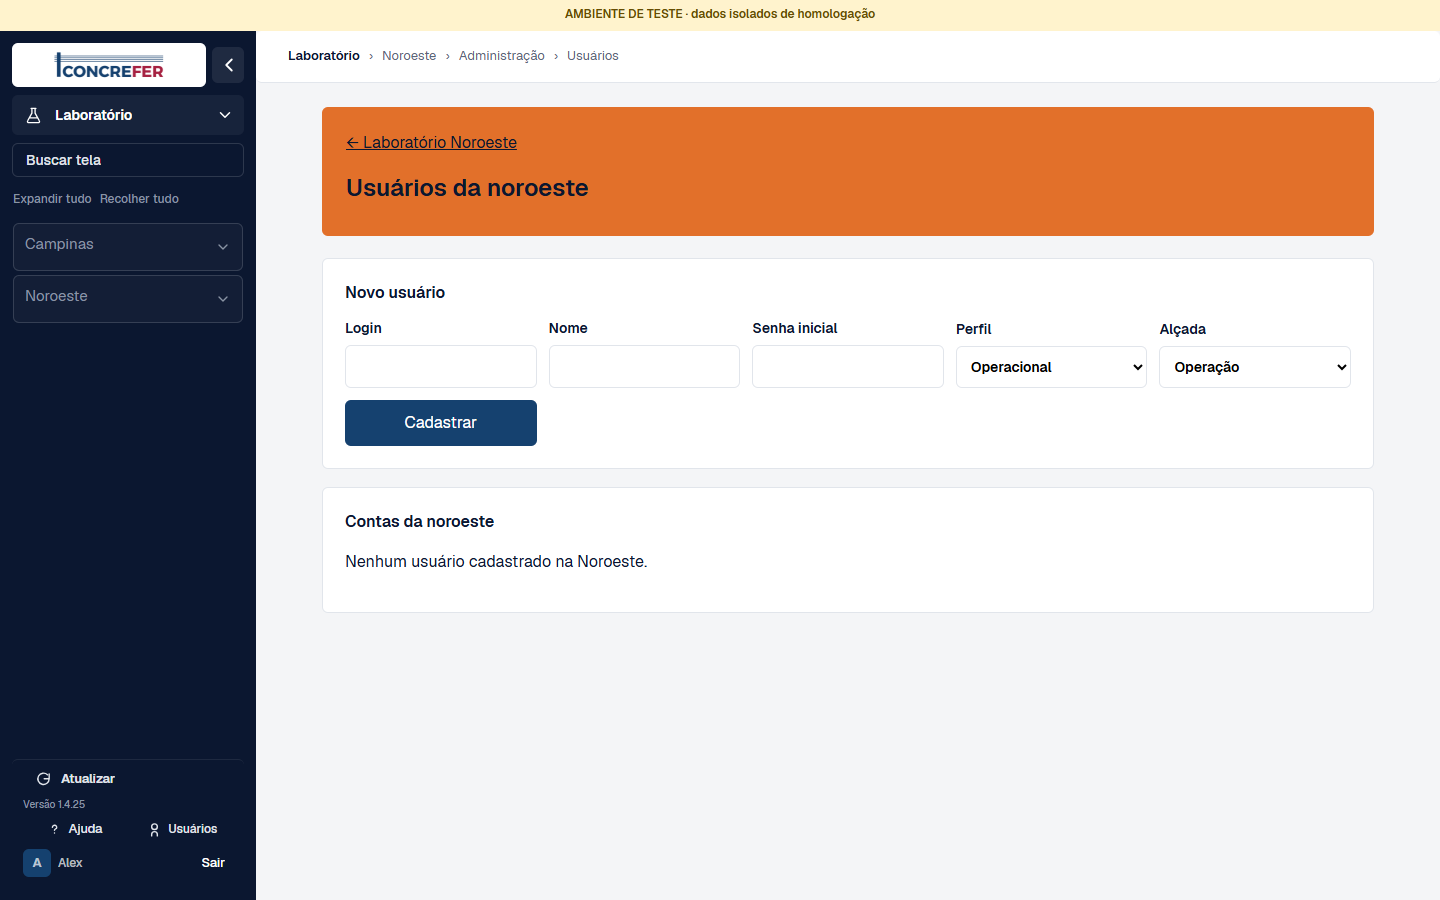 AMBIENTE DE TESTE · dados isolados de homologação
CONCREFER
Laboratório
Buscar tela
Expandir tudo Recolher tudo
Campinas
Noroeste
Atualizar
Versão 1.4.25
? Ajuda Usuários
A Alex Sair
Laboratório › Noroeste › Administração › Usuários
← Laboratório Noroeste
Usuários da noroeste
Novo usuário
Login Nome Senha inicial Perfil Alçada
Operacional Operação
Cadastrar
Contas da noroeste
Nenhum usuário cadastrado na Noroeste.